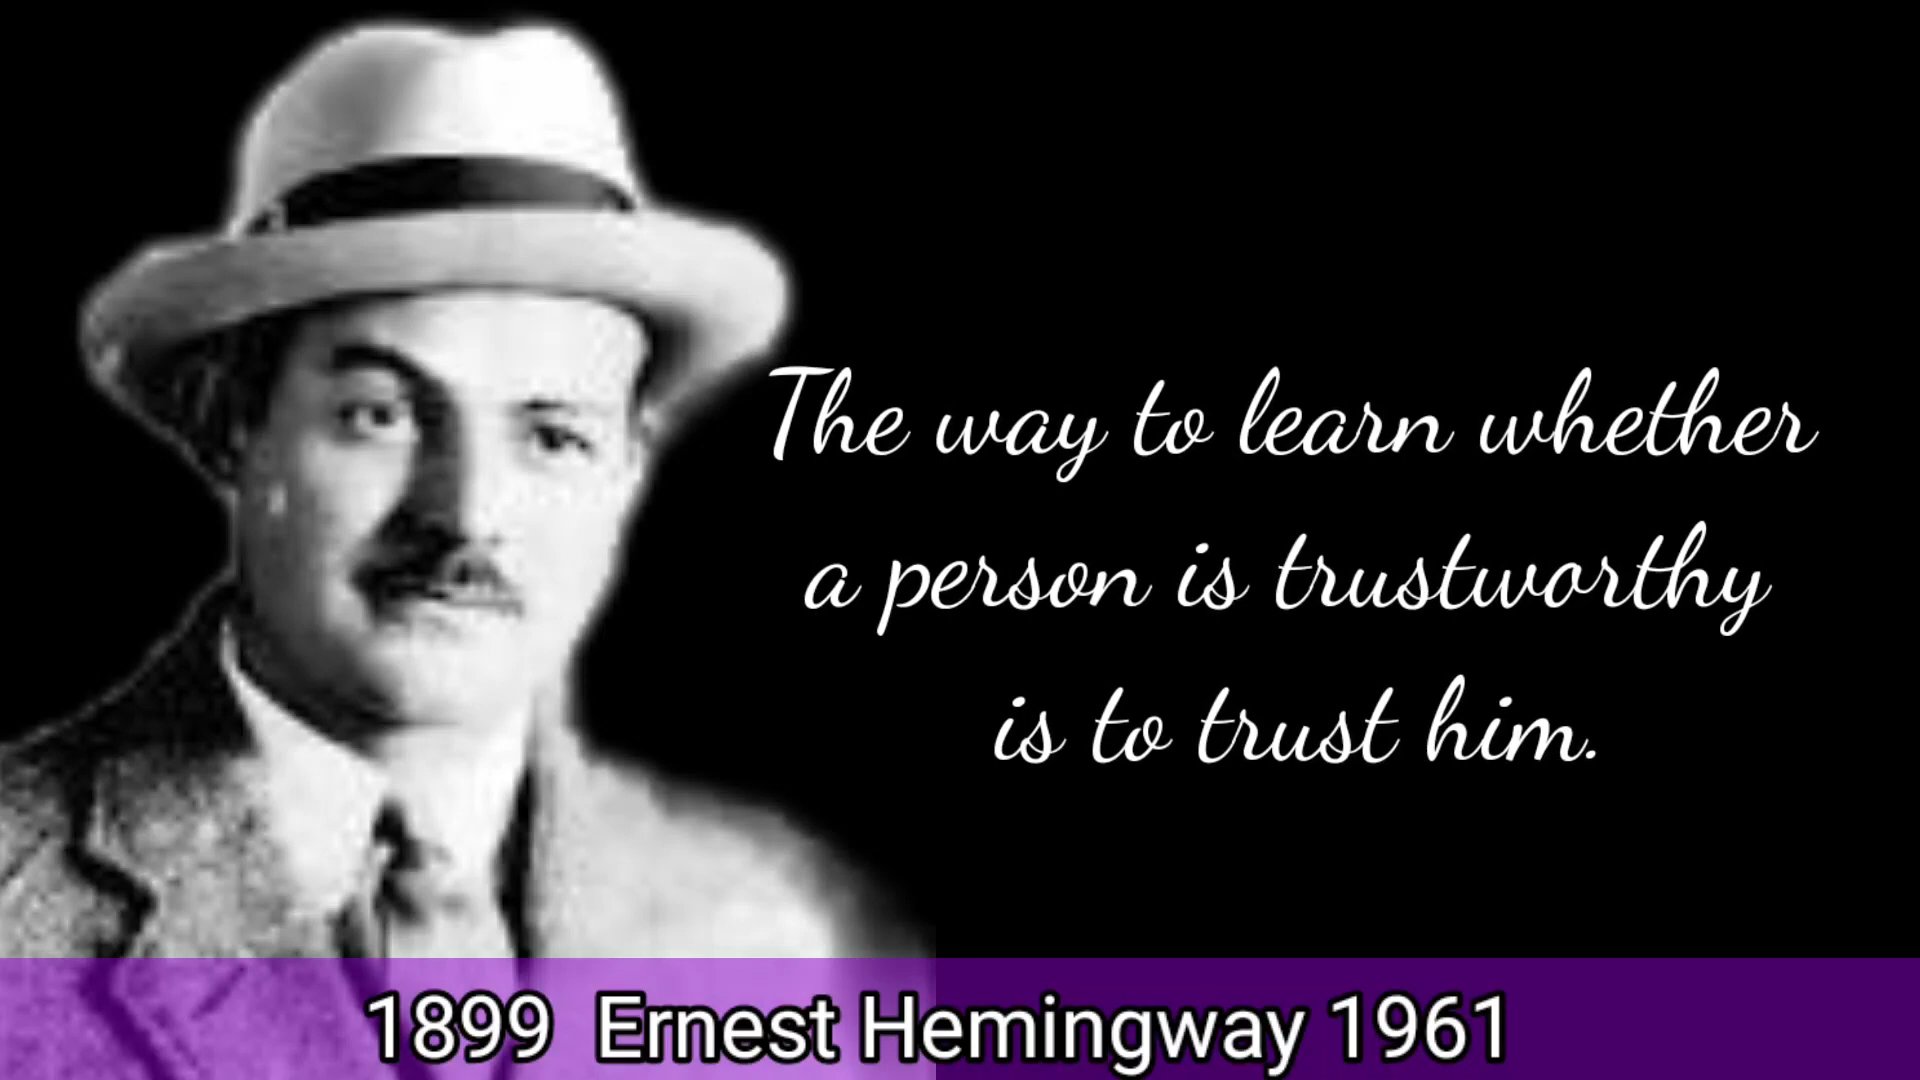 The way to learn whether
a person is trustworthy
is to trust him.
1899 Ernest Hemingway 1961